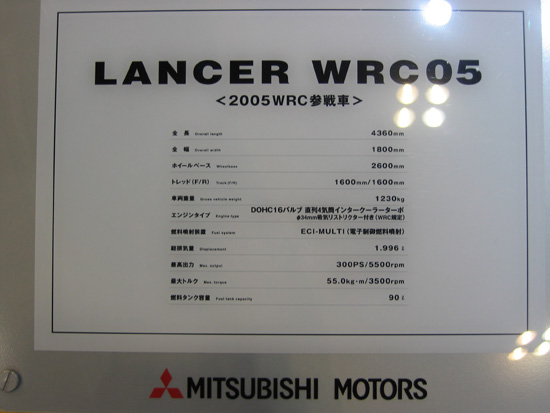 LANCER WRC05
<2005WRC参戦車>
全長 Overall length 4360mm
全幅 Overall width 1800mm
ホイールベース Wheelbase 2600mm
トレッド(F/R) Track(F/R) 1600mm/1600mm
車両重量 Gross vehicle weight 1230kg
エンジンタイプ Engine type DOHC16バルブ 直列4気筒インタークーラーターボ
φ34mm吸気リストリクター付き(WRC規定)
燃料噴射装置 Fuel system ECI-MULTI(電子制御燃料噴射)
総排気量 Displacement 1.996ℓ
最高出力 Max. output 300PS/5500rpm
最大トルク Max. torque 55.0kg-m/3500rpm
燃料タンク容量 Fuel tank capacity 90ℓ
MITSUBISHI MOTORS